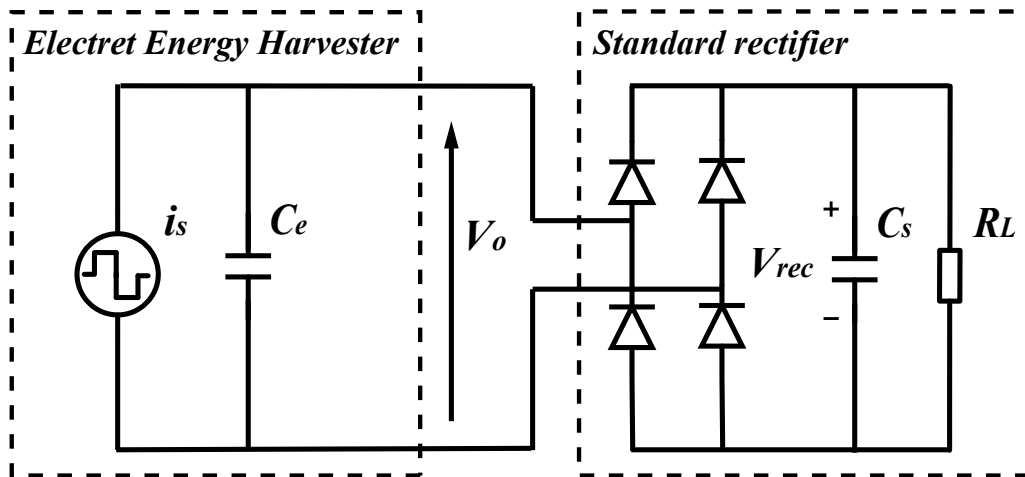 Electret Energy Harvester
Standard rectifier
is
Ce
Vo
+
Vrec
−
Cs
RL